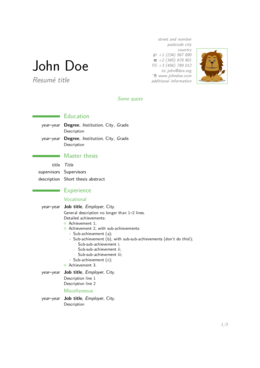 John Doe
Resumé title
street and number
postcode city
country
+1 (234) 567 890
+2 (345) 678 901
+3 (456) 789 012
john@doe.org
www.johndoe.com
additional information
Some quote
Education
year–year Degree, Institution, City, Grade.
Description
year–year Degree, Institution, City, Grade.
Description
Master thesis
title Title
supervisors Supervisors
description Short thesis abstract
Experience
Vocational
year–year Job title, Employer, City.
General description no longer than 1–2 lines.
Detailed achievements:
○ Achievement 1;
○ Achievement 2, with sub-achievements:
- Sub-achievement (a);
- Sub-achievement (b), with sub-sub-achievements (don't do this!);
· Sub-sub-achievement i;
· Sub-sub-achievement ii;
· Sub-sub-achievement iii;
- Sub-achievement (c);
○ Achievement 3.
year–year Job title, Employer, City.
Description line 1
Description line 2
Miscellaneous
year–year Job title, Employer, City.
Description
1/3